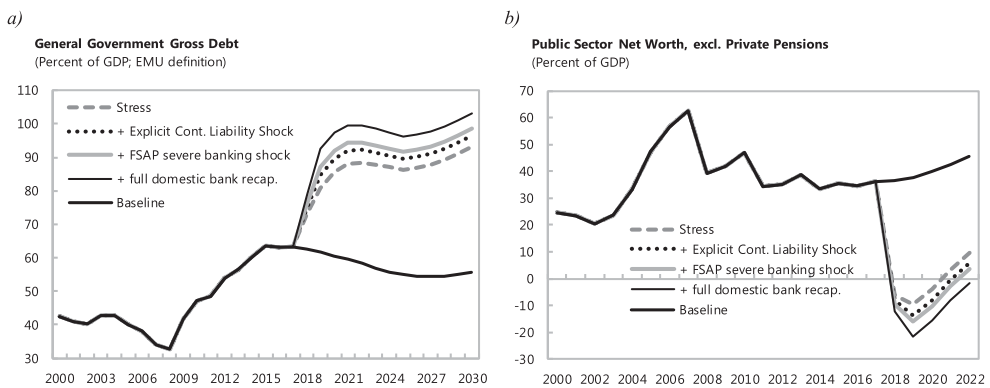 a)
General Government Gross Debt
(Percent of GDP; EMU definition)
110
100
90
80
70
60
50
40
30
Stress
+ Explicit Cont. Liability Shock
+ FSAP severe banking shock
+ full domestic bank recap.
Baseline
2000 2003 2006 2009 2012 2015 2018 2021 2024 2027 2030
b)
Public Sector Net Worth, excl. Private Pensions
(Percent of GDP)
70
60
50
40
30
20
10
0
-10
-20
-30
Stress
+ Explicit Cont. Liability Shock
+ FSAP severe banking shock
+ full domestic bank recap.
Baseline
2000 2002 2004 2006 2008 2010 2012 2014 2016 2018 2020 2022